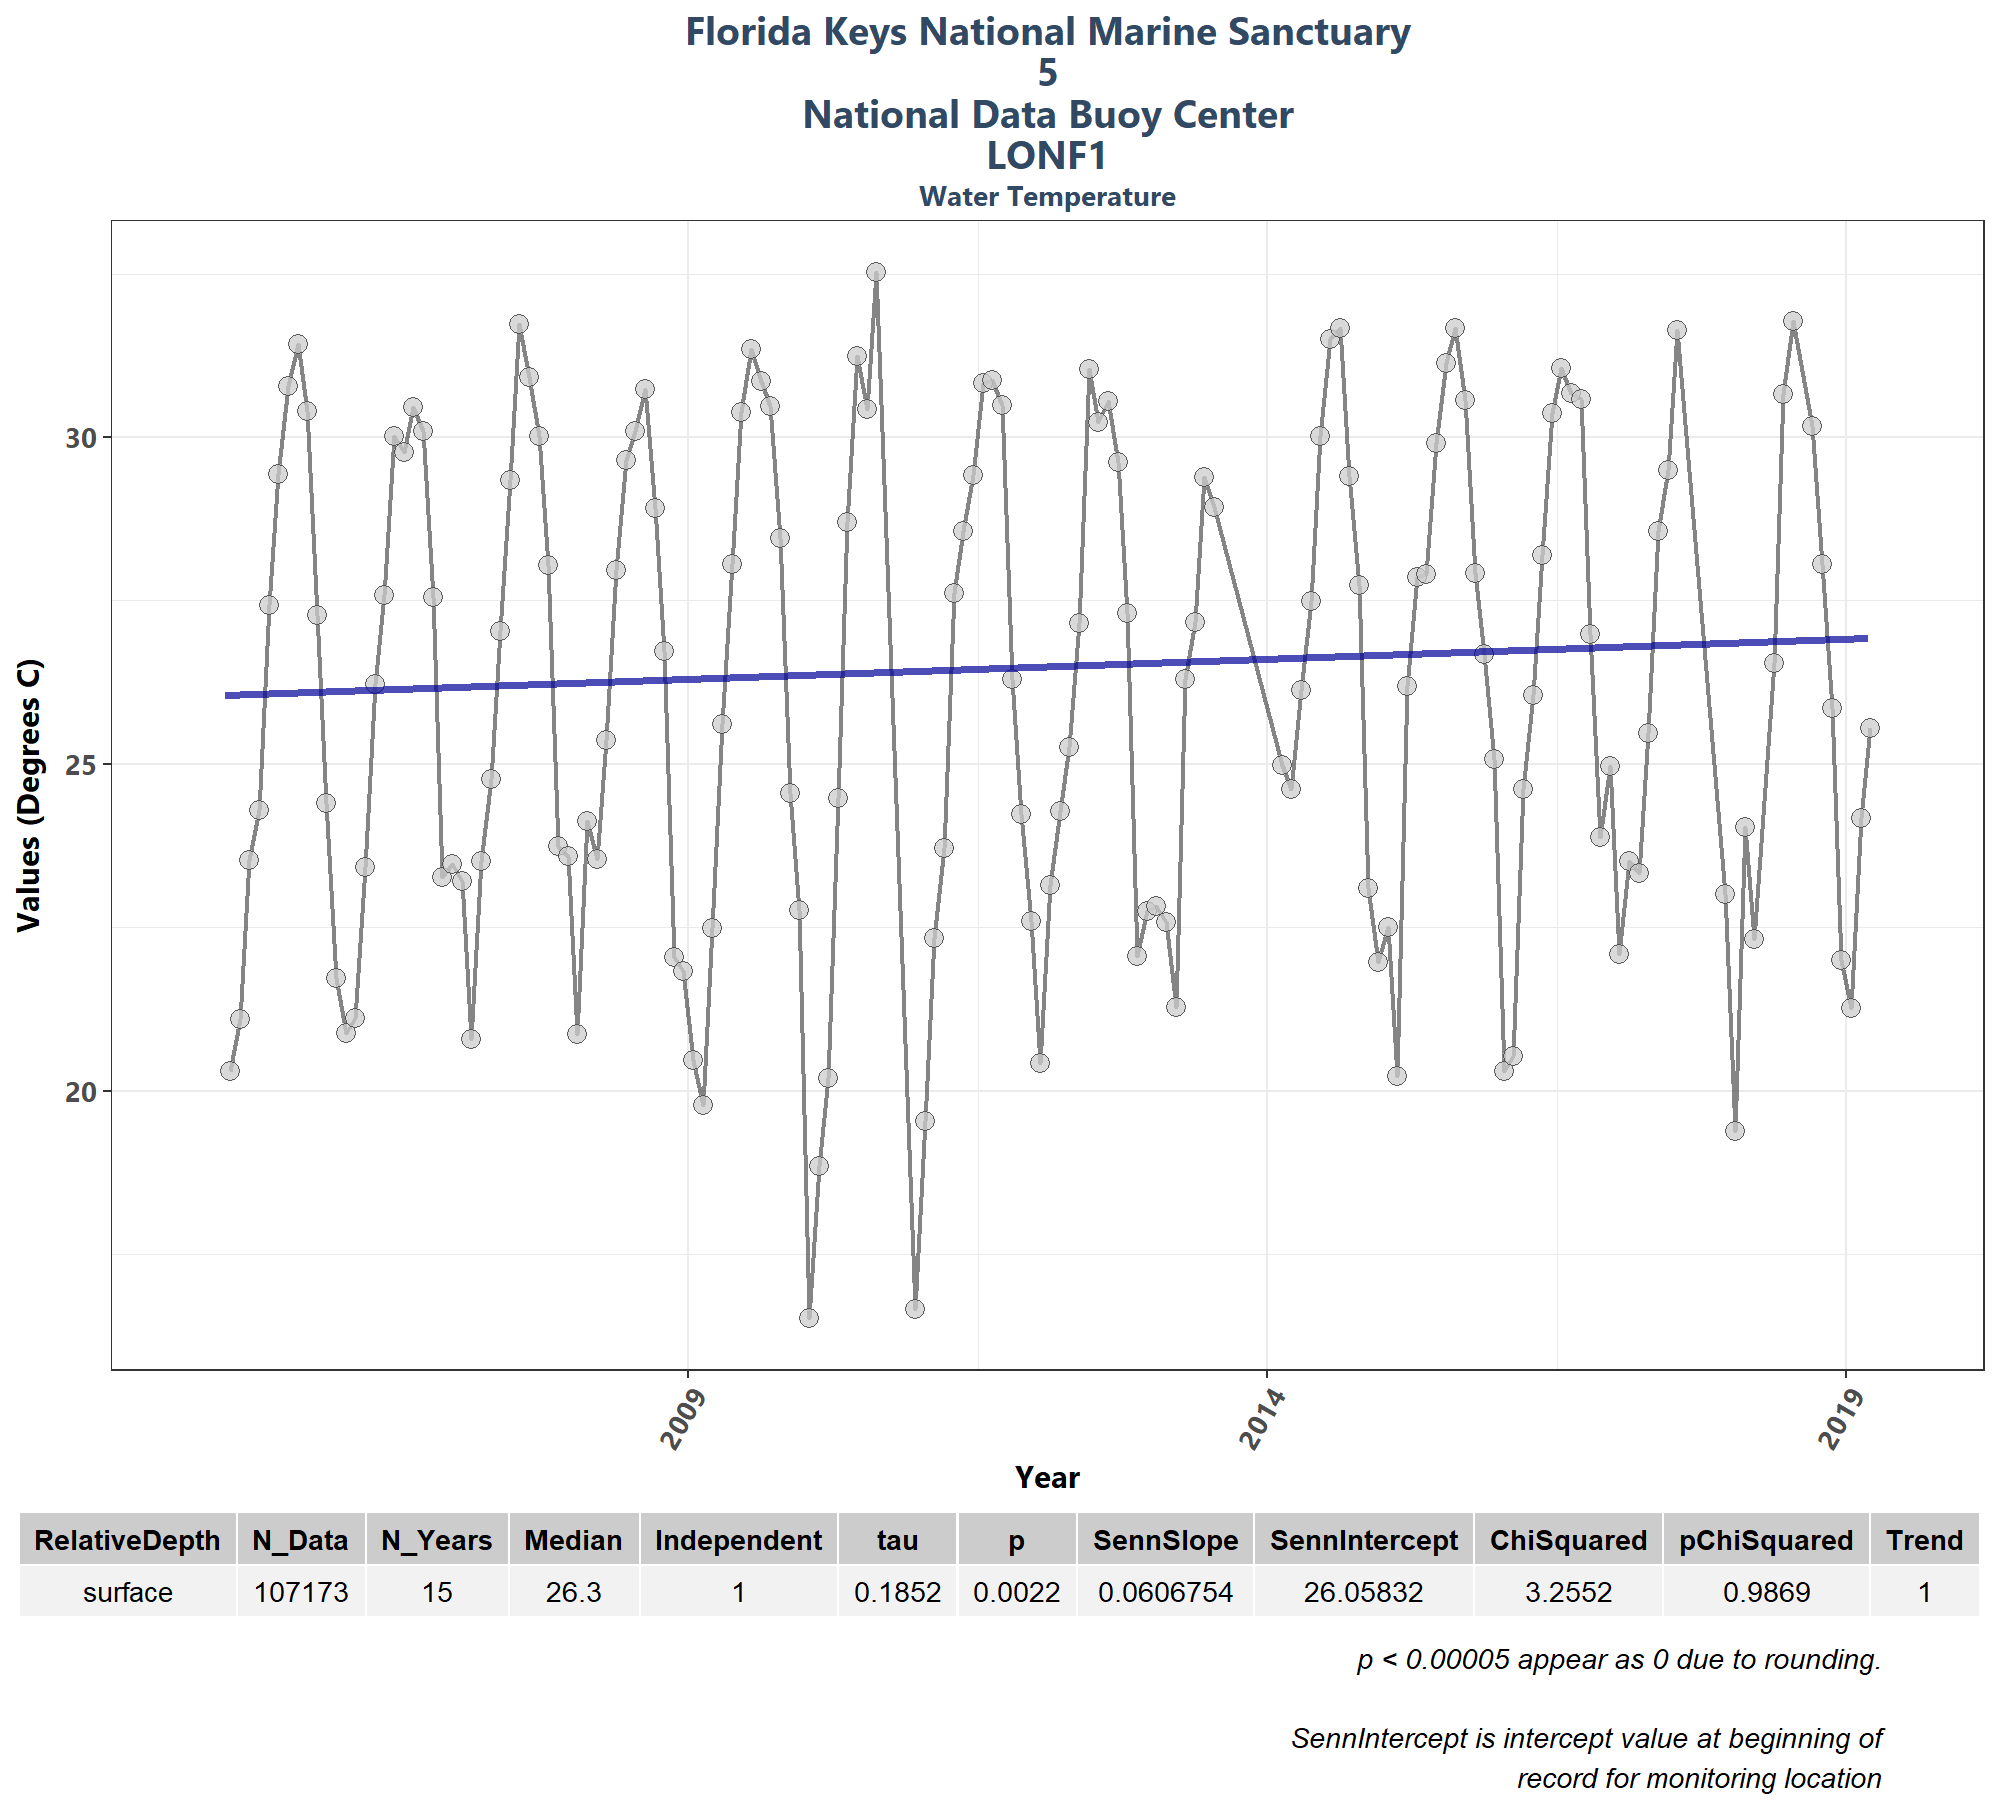 Florida Keys National Marine Sanctuary
5
National Data Buoy Center
LONF1
Water Temperature
Values (Degrees C)
30
25
20
2009
2014
2019
Year
RelativeDepth N_Data N_Years Median Independent tau p SennSlope SennIntercept ChiSquared pChiSquared Trend
surface 107173 15 26.3 1 0.1852 0.0022 0.0606754 26.05832 3.2552 0.9869 1
p < 0.00005 appear as 0 due to rounding.
SennIntercept is intercept value at beginning of
record for monitoring location